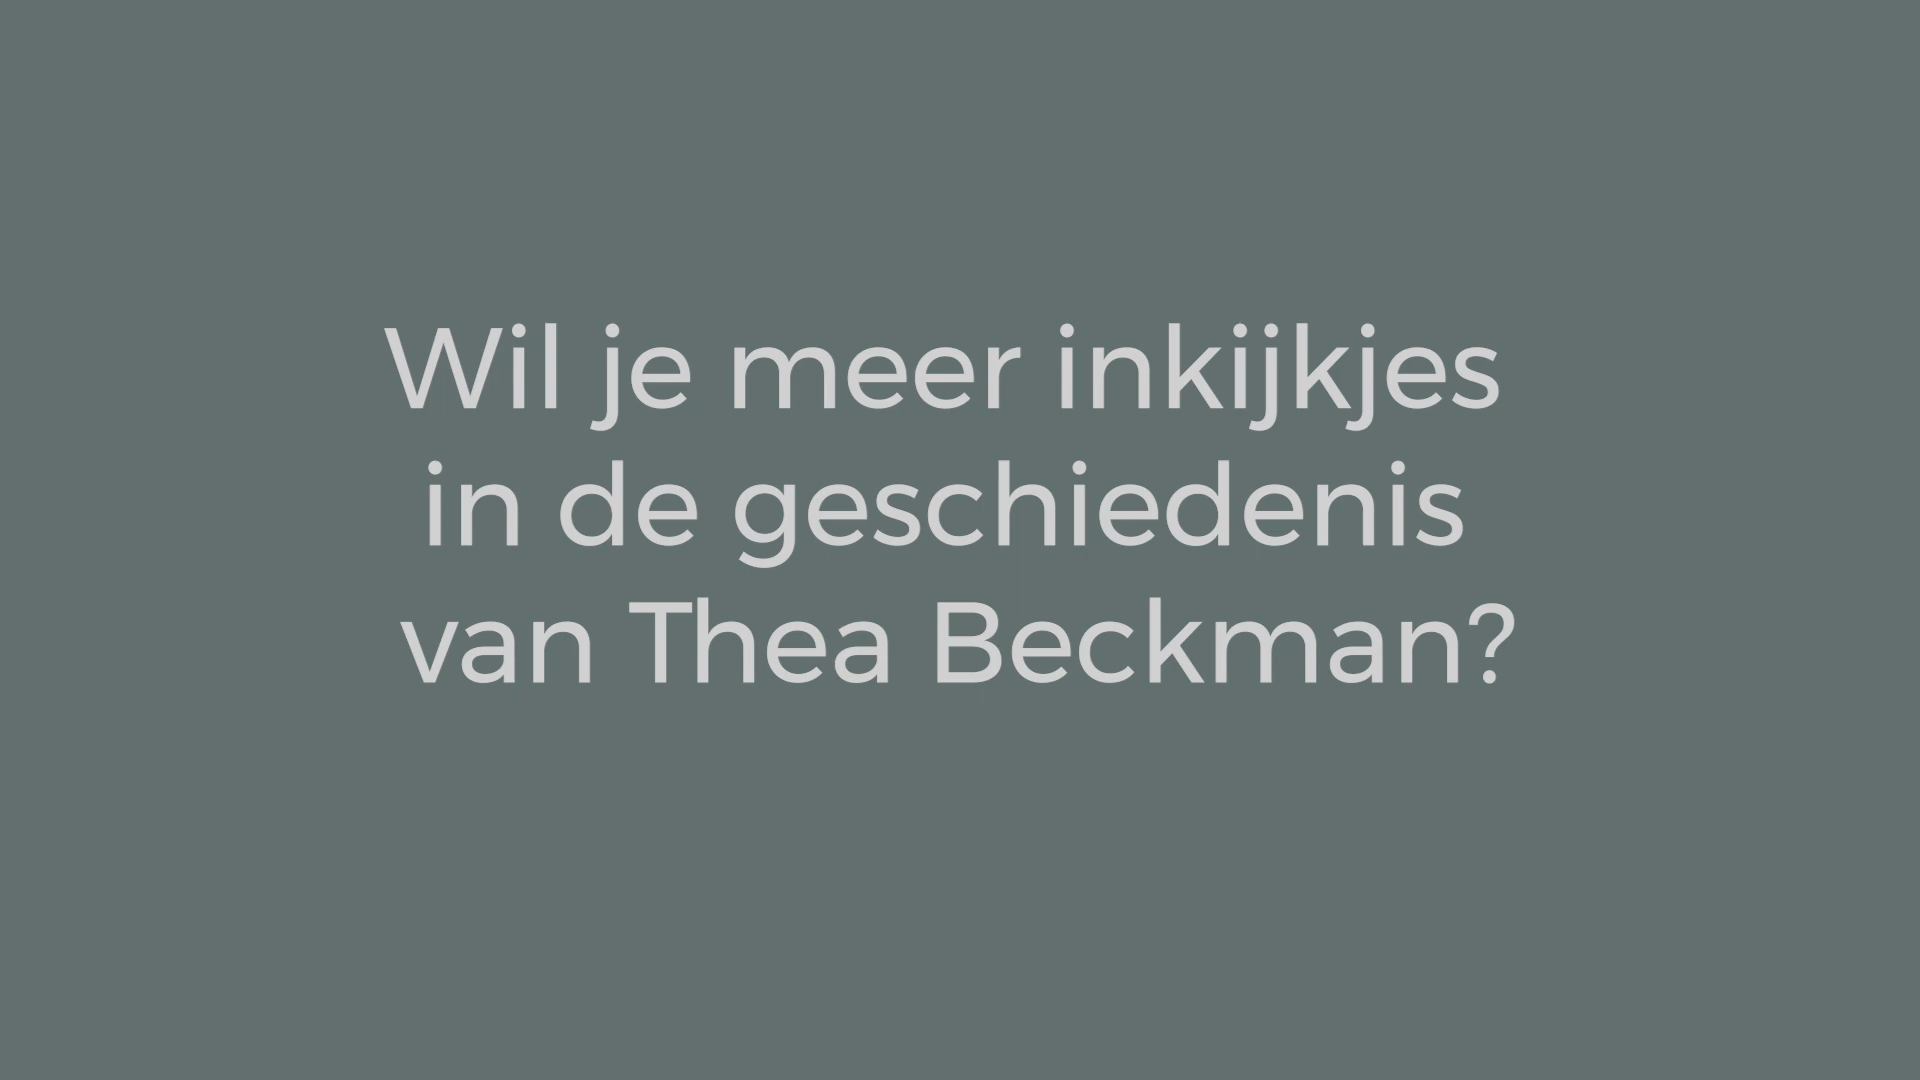 Wil je meer inkijkjes
in de geschiedenis
van Thea Beckman?